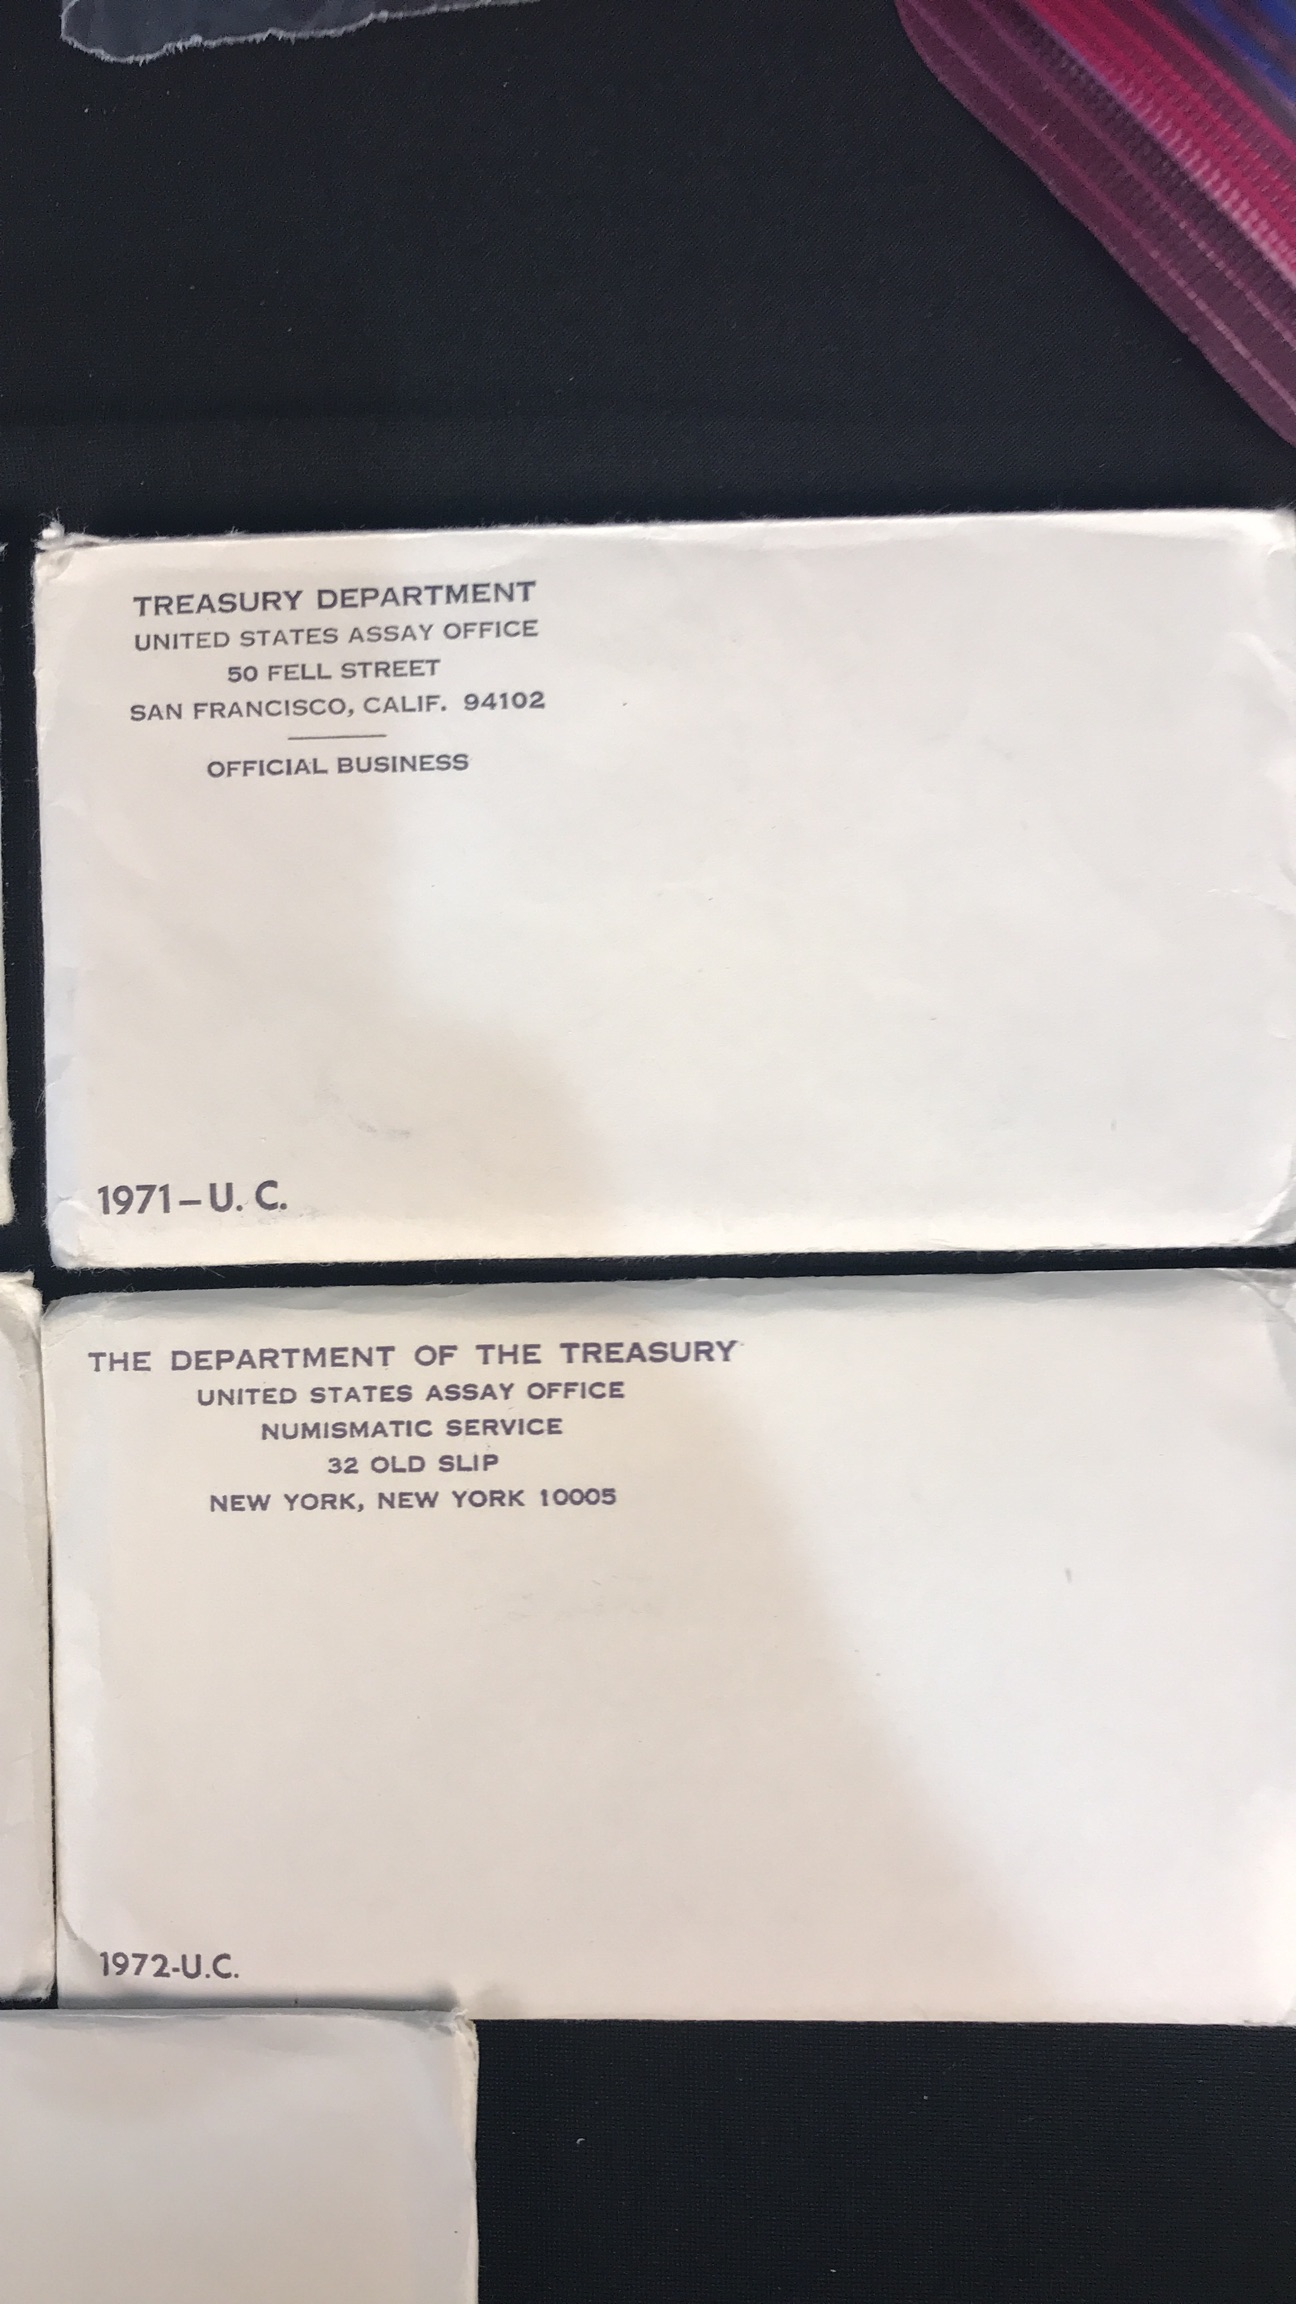 TREASURY DEPARTMENT
UNITED STATES ASSAY OFFICE
50 FELL STREET
SAN FRANCISCO, CALIF. 94102
OFFICIAL BUSINESS
1971–U. C.
THE DEPARTMENT OF THE TREASURY
UNITED STATES ASSAY OFFICE
NUMISMATIC SERVICE
32 OLD SLIP
NEW YORK, NEW YORK 10005
1972-U.C.